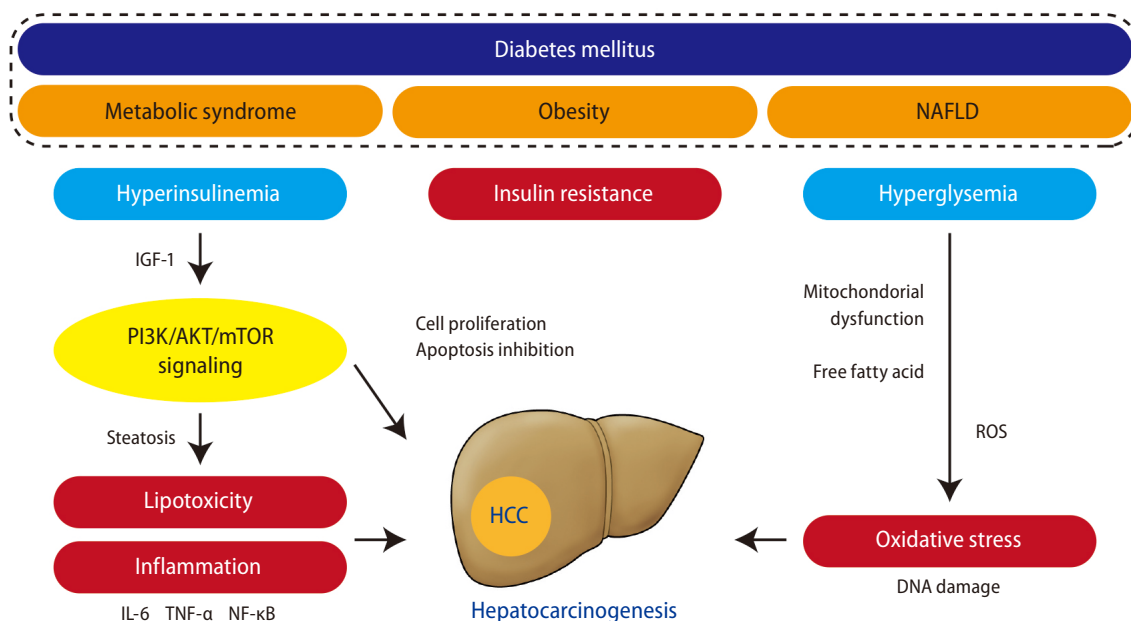 Diabetes mellitus
Metabolic syndrome
Obesity
NAFLD
Hyperinsulinemia
Insulin resistance
Hyperglysemia
IGF-1
PI3K/AKT/mTOR
signaling
Cell proliferation
Apoptosis inhibition
Mitochondorial
dysfunction
Free fatty acid
Steatosis
ROS
Lipotoxicity
HCC
Oxidative stress
Inflammation
DNA damage
IL-6 TNF-α NF-κB
Hepatocarcinogenesis